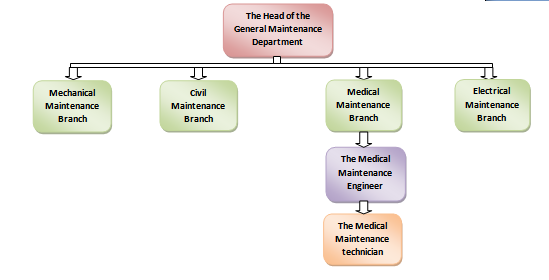 The Head of the
General Maintenance
Department
Mechanical
Maintenance
Branch
Civil
Maintenance
Branch
Medical
Maintenance
Branch
Electrical
Maintenance
Branch
The Medical
Maintenance
Engineer
The Medical
Maintenance
technician